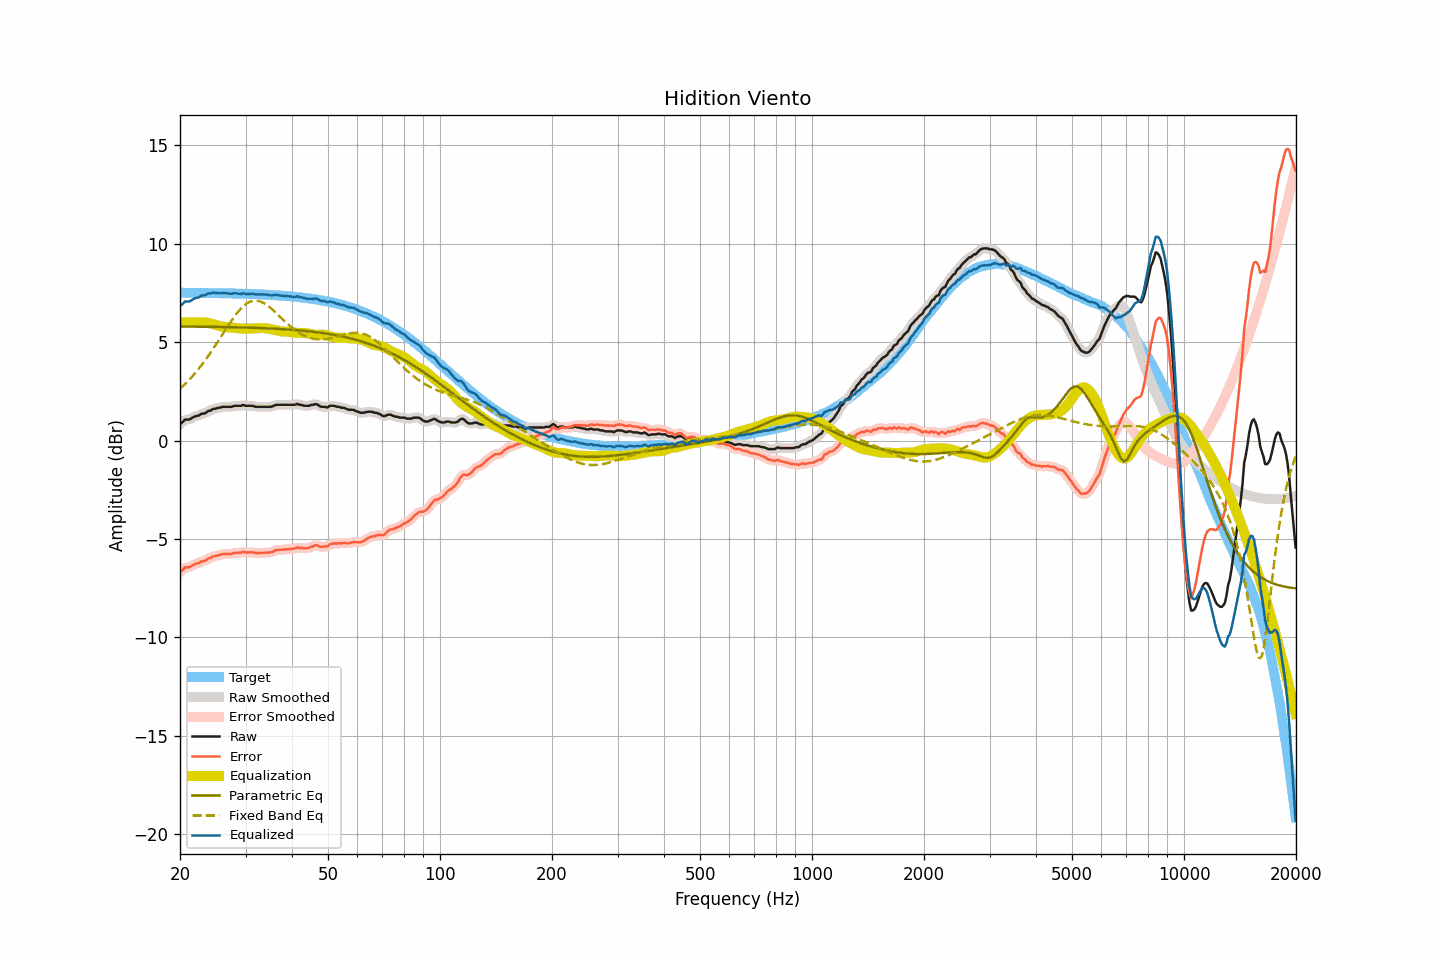 Hidition Viento
15
10
5
0
−5
−10
−15
−20
Amplitude (dBr)
Target
Raw Smoothed
Error Smoothed
Raw
Error
Equalization
Parametric Eq
Fixed Band Eq
Equalized
20 50 100 200 500 1000 2000 5000 10000 20000
Frequency (Hz)